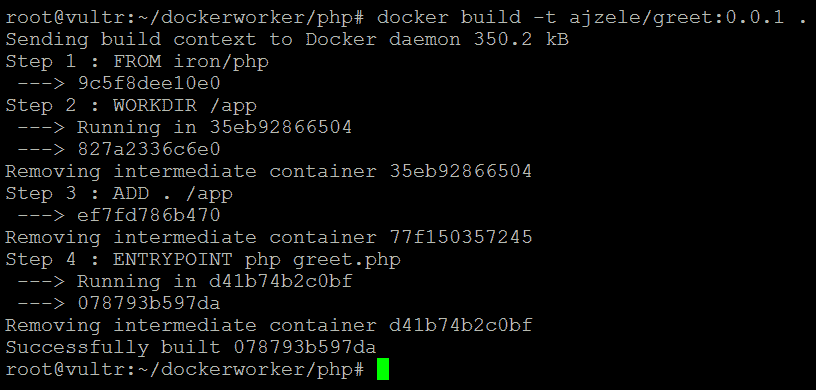 root@vultr:~/dockerworker/php# docker build -t ajzele/greet:0.0.1 .
Sending build context to Docker daemon 350.2 kB
Step 1 : FROM iron/php
 ---> 9c5f8dee10e0
Step 2 : WORKDIR /app
 ---> Running in 35eb92866504
 ---> 827a2336c6e0
Removing intermediate container 35eb92866504
Step 3 : ADD . /app
 ---> ef7fd786b470
Removing intermediate container 77f150357245
Step 4 : ENTRYPOINT php greet.php
 ---> Running in d41b74b2c0bf
 ---> 078793b597da
Removing intermediate container d41b74b2c0bf
Successfully built 078793b597da
root@vultr:~/dockerworker/php#